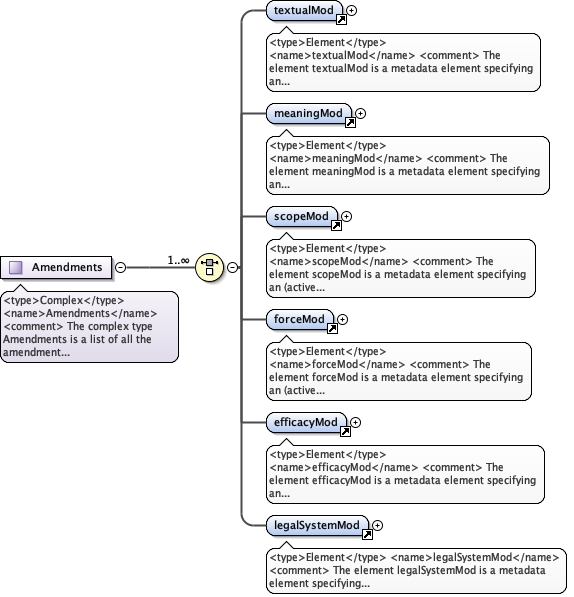 textualMod
<type>Element</type>
<name>textualMod</name> <comment> The
element textualMod is a metadata element specifying
an...
meaningMod
<type>Element</type>
<name>meaningMod</name> <comment> The
element meaningMod is a metadata element specifying
an...
scopeMod
<type>Element</type>
<name>scopeMod</name> <comment> The
element scopeMod is a metadata element specifying
an (active...
Amendments
1..∞
<type>Complex</type>
<name>Amendments</name>
<comment> The complex type
Amendments is a list of all the
amendment...
forceMod
<type>Element</type>
<name>forceMod</name> <comment> The
element forceMod is a metadata element specifying
an (active...
efficacyMod
<type>Element</type>
<name>efficacyMod</name> <comment> The
element efficacyMod is a metadata element specifying
an...
legalSystemMod
<type>Element</type> <name>legalSystemMod</name>
<comment> The element legalSystemMod is a metadata
element specifying...